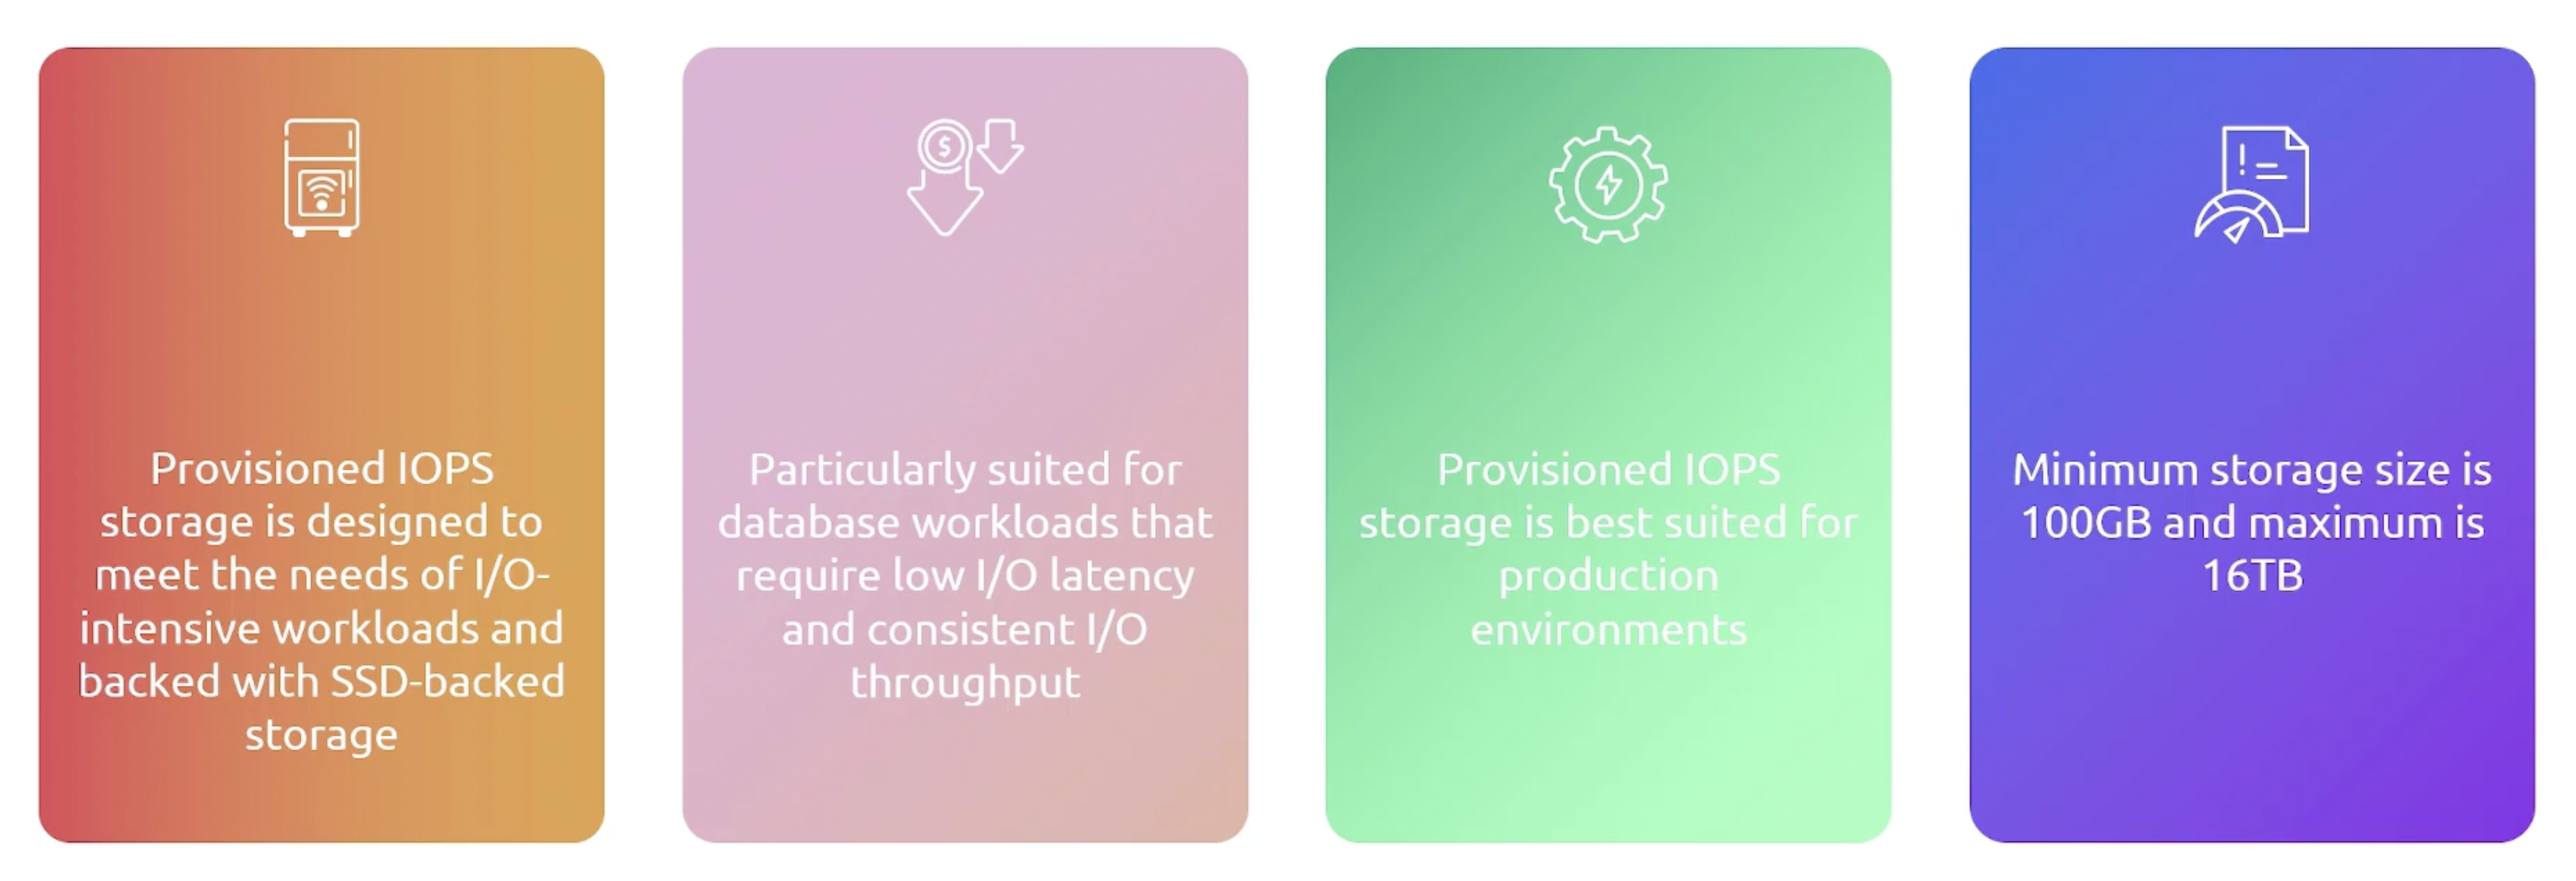 Provisioned IOPS
storage is designed to
meet the needs of I/O-
intensive workloads and
backed with SSD-backed
storage
Particularly suited for
database workloads that
require low I/O latency
and consistent I/O
throughput
Provisioned IOPS
storage is best suited for
production
environments
Minimum storage size is
100GB and maximum is
16TB